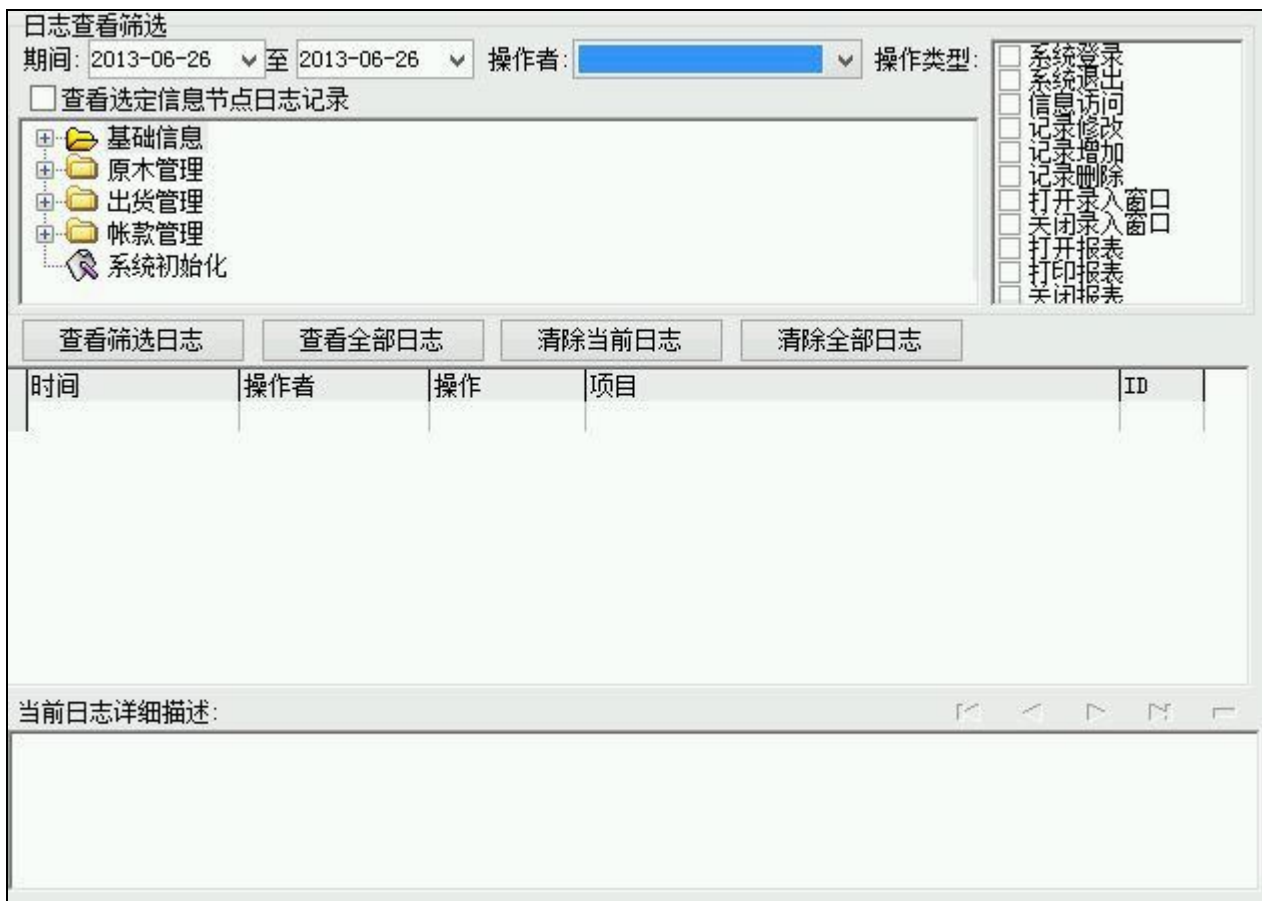 日志查看筛选
期间: 2013-06-26 至 2013-06-26 操作者: 操作类型:
系统登录
系统退出
信息访问
记录修改
记录增加
记录删除
打开录入窗口
关闭录入窗口
打开报表
打印报表
关闭报表
查看选定信息节点日志记录
基础信息
原木管理
出货管理
帐款管理
系统初始化
查看筛选日志 查看全部日志 清除当前日志 清除全部日志
时间 操作者 操作 项目 ID
当前日志详细描述: